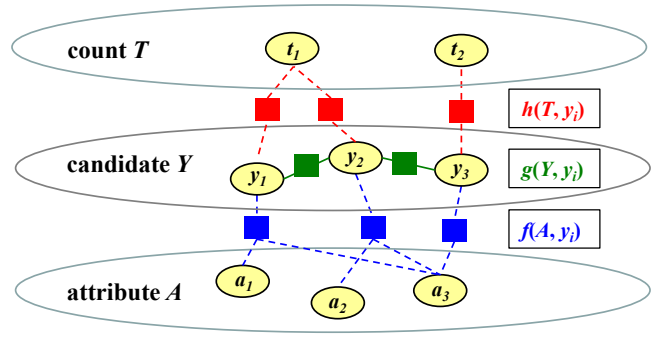 count T
t1
t2
h(T, yi)
candidate Y
y1
y2
y3
g(Y, yi)
f(A, yi)
attribute A
a1
a2
a3